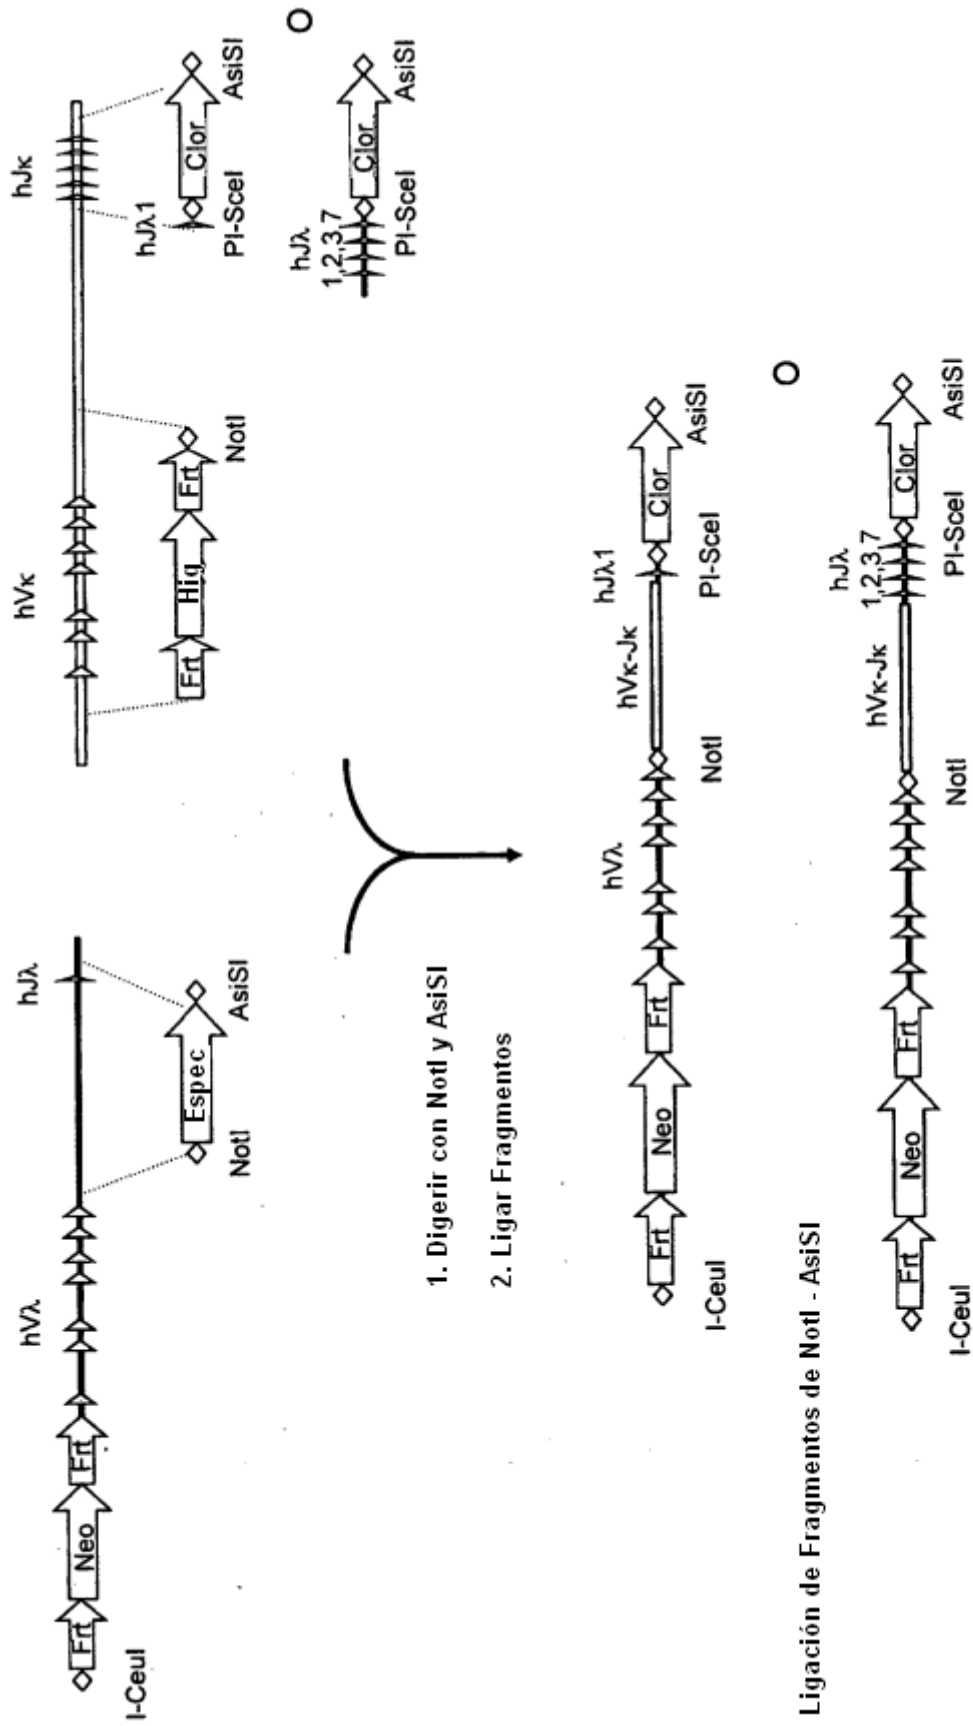 hVλ
hJλ
I-CeuI
Frt
Neo
Frt
Espec
NotI
AsiSI
hVκ
hJκ
Frt
Hig
Frt
NotI
hJλ1
Clor
PI-SceI
AsiSI
O
hJλ
1,2,3,7
Clor
PI-SceI
AsiSI
1. Digerir con NotI y AsiSI
2. Ligar Fragmentos
hVλ
hVκ-Jκ
hJλ1
Frt
Neo
Frt
Clor
I-CeuI
NotI
PI-SceI
AsiSI
O
Ligación de Fragmentos de NotI - AsiSI
hVκ-Jκ
hJλ
1,2,3,7
Frt
Neo
Frt
Clor
I-CeuI
NotI
PI-SceI
AsiSI